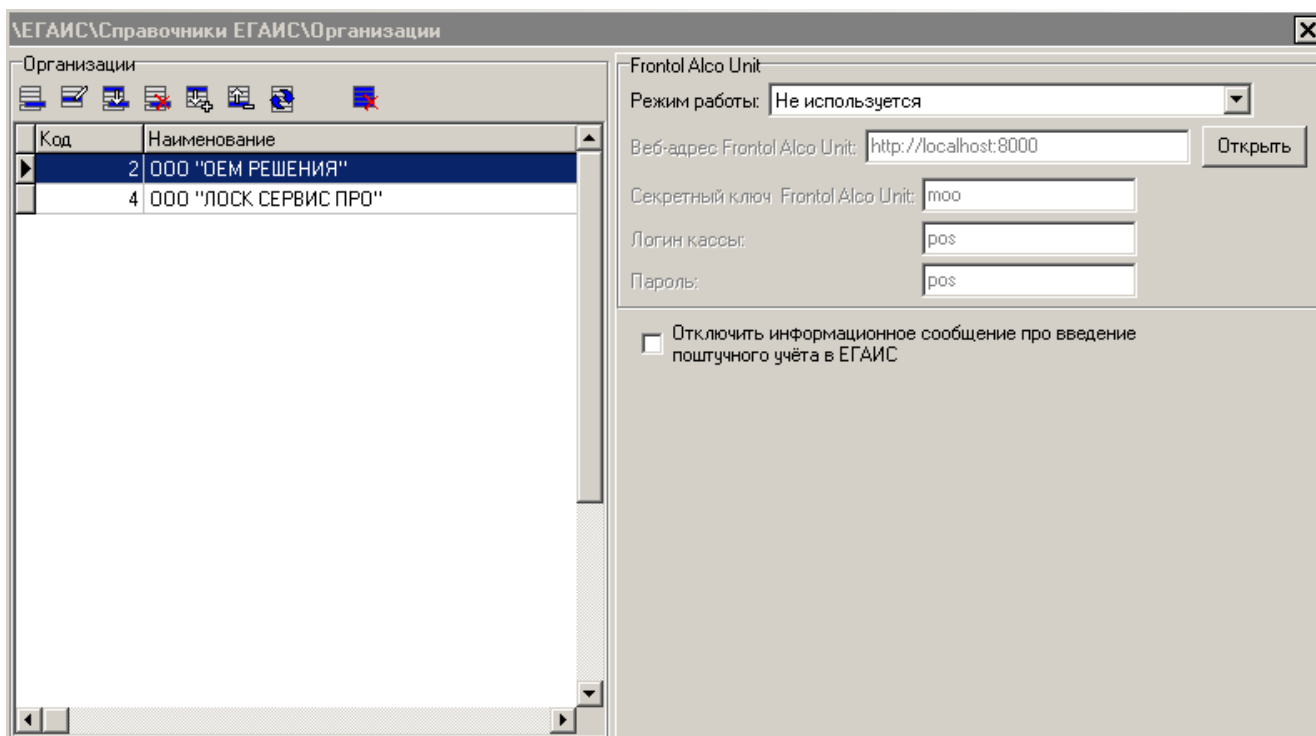 \ЕГАИС\Справочники ЕГАИС\Организации
Организации
Код Наименование
2 ООО "ОЕМ РЕШЕНИЯ"
4 ООО "ЛОСК СЕРВИС ПРО"
Frontol Alco Unit
Режим работы: Не используется
Веб-адрес Frontol Alco Unit: http://localhost:8000 Открыть
Секретный ключ Frontol Alco Unit: moo
Логин кассы: pos
Пароль: pos
Отключить информационное сообщение про введение
поштучного учёта в ЕГАИС